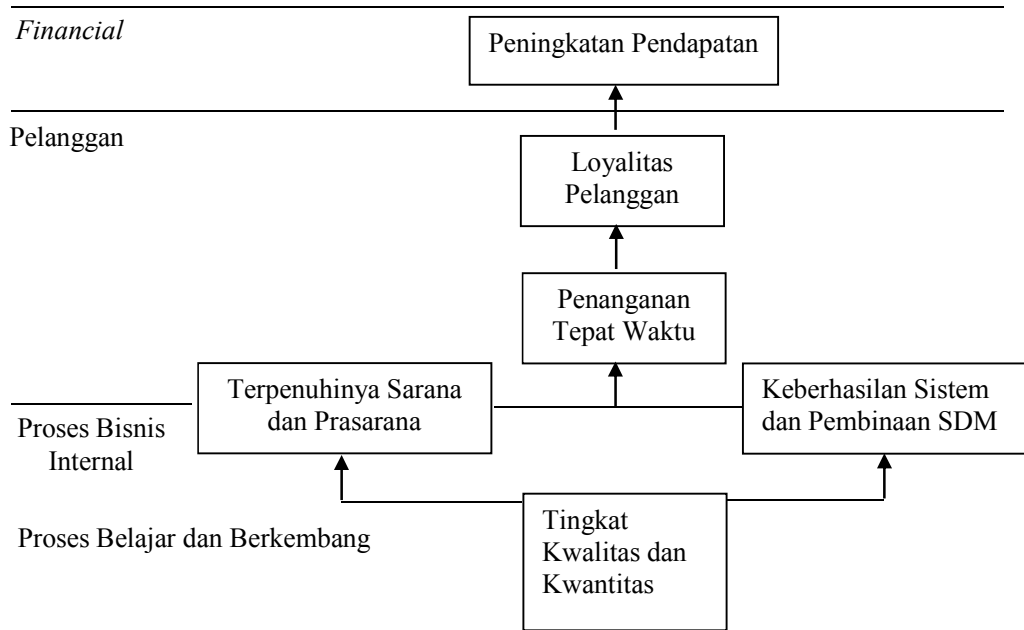 Financial
Peningkatan Pendapatan
Pelanggan
Loyalitas
Pelanggan
Penanganan
Tepat Waktu
Terpenuhinya Sarana
dan Prasarana
Keberhasilan Sistem
dan Pembinaan SDM
Proses Bisnis
Internal
Proses Belajar dan Berkembang
Tingkat
Kwalitas dan
Kwantitas